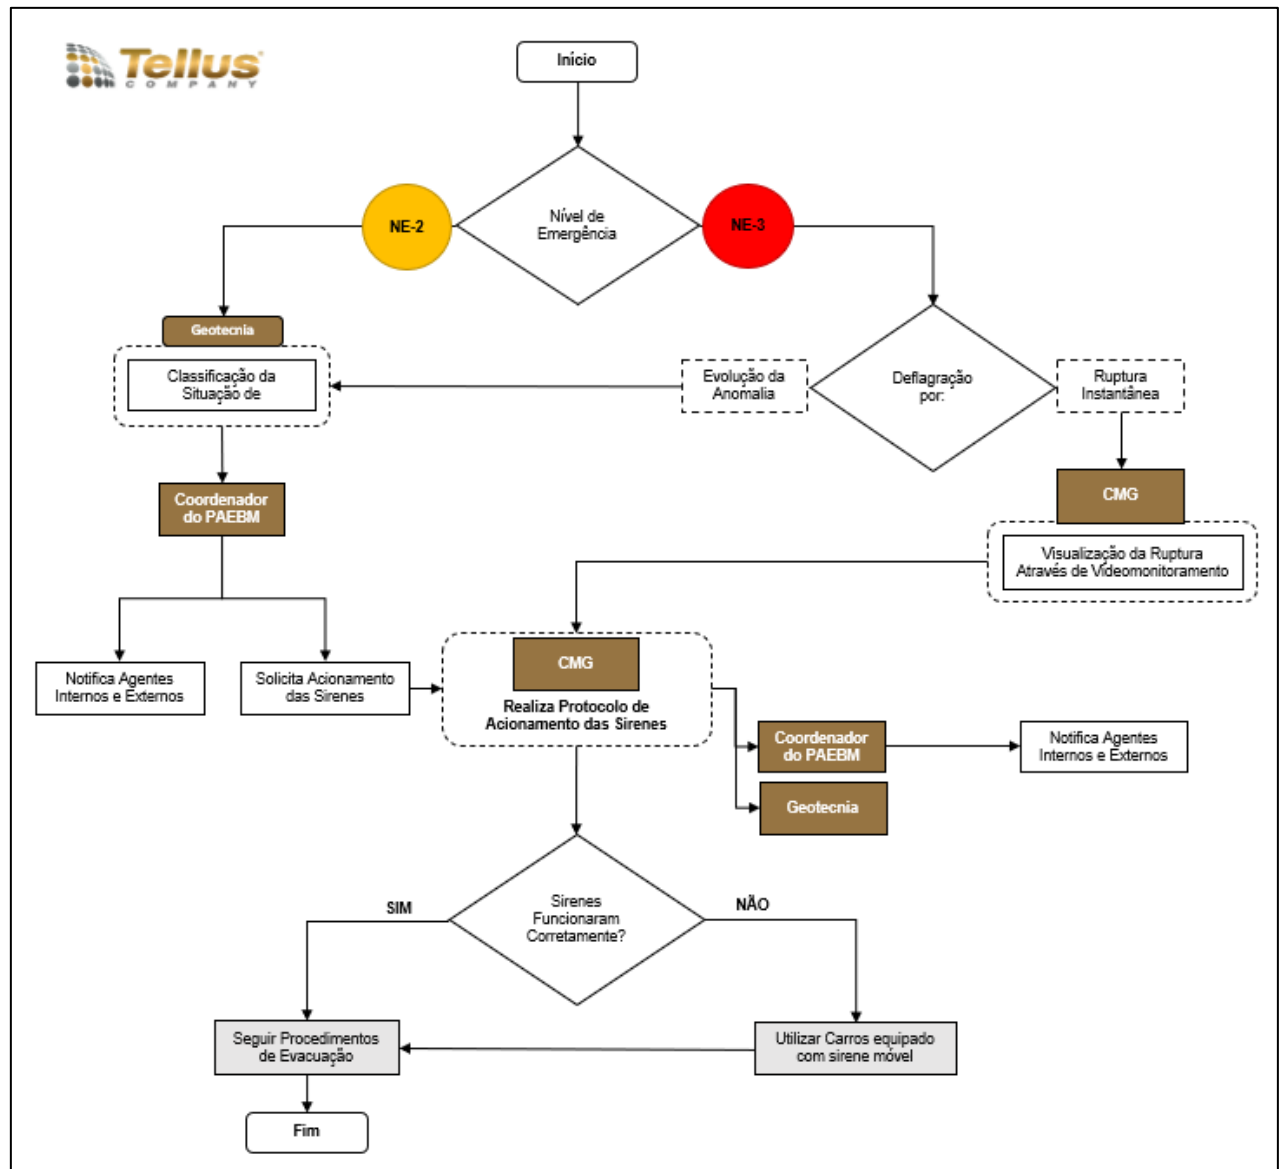 Tellus
COMPANY
Início
Nível de
Emergência
NE-2
NE-3
Geotecnia
Classificação da
Situação de
Evolução da
Anomalia
Deflagração
por:
Ruptura
Instantânea
Coordenador
do PAEBM
CMG
Visualização da Ruptura
Através de Videomonitoramento
Notifica Agentes
Internos e Externos
Solicita Acionamento
das Sirenes
CMG
Realiza Protocolo de
Acionamento das Sirenes
Coordenador
do PAEBM
Notifica Agentes
Internos e Externos
Geotecnia
Sirenes
Funcionaram
Corretamente?
SIM
NÃO
Seguir Procedimentos
de Evacuação
Utilizar Carros equipado
com sirene móvel
Fim